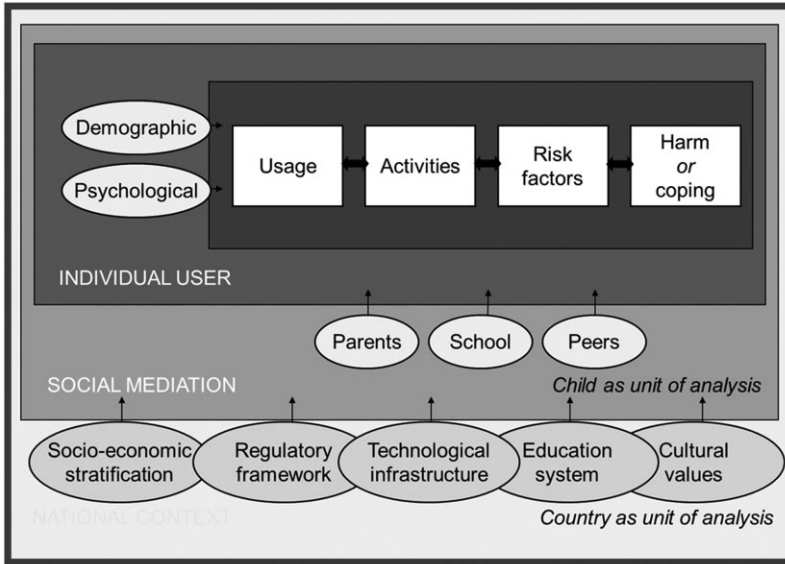 Demographic
Psychological
Usage
Activities
Risk
factors
Harm
or
coping
INDIVIDUAL USER
Parents
School
Peers
SOCIAL MEDIATION
Child as unit of analysis
Socio-economic
stratification
Regulatory
framework
Technological
infrastructure
Education
system
Cultural
values
NATIONAL CONTEXT
Country as unit of analysis